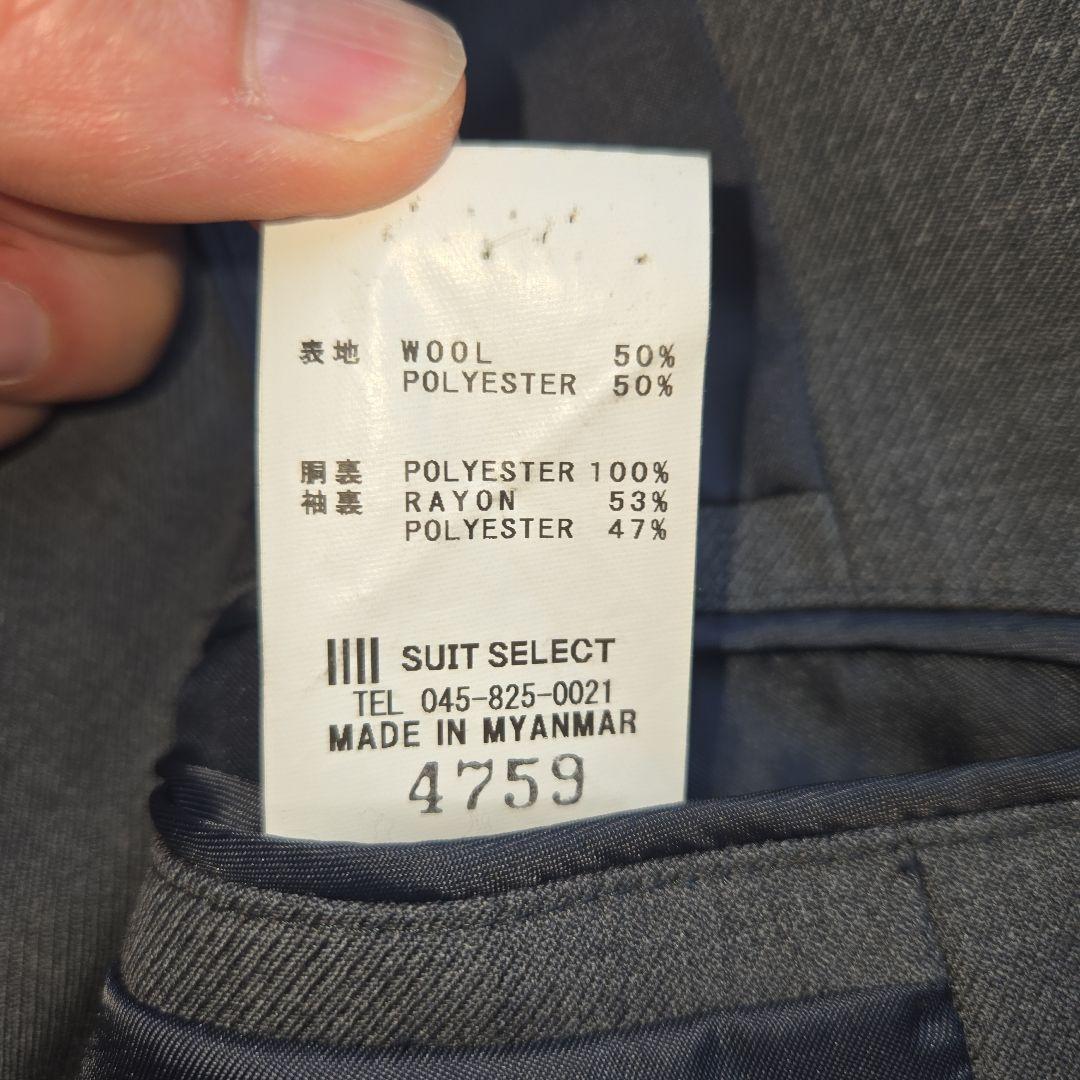 表地 WOOL 50%
POLYESTER 50%
胴裏 POLYESTER 100%
袖裏 RAYON 53%
POLYESTER 47%
SUIT SELECT
TEL 045-825-0021
MADE IN MYANMAR
4759